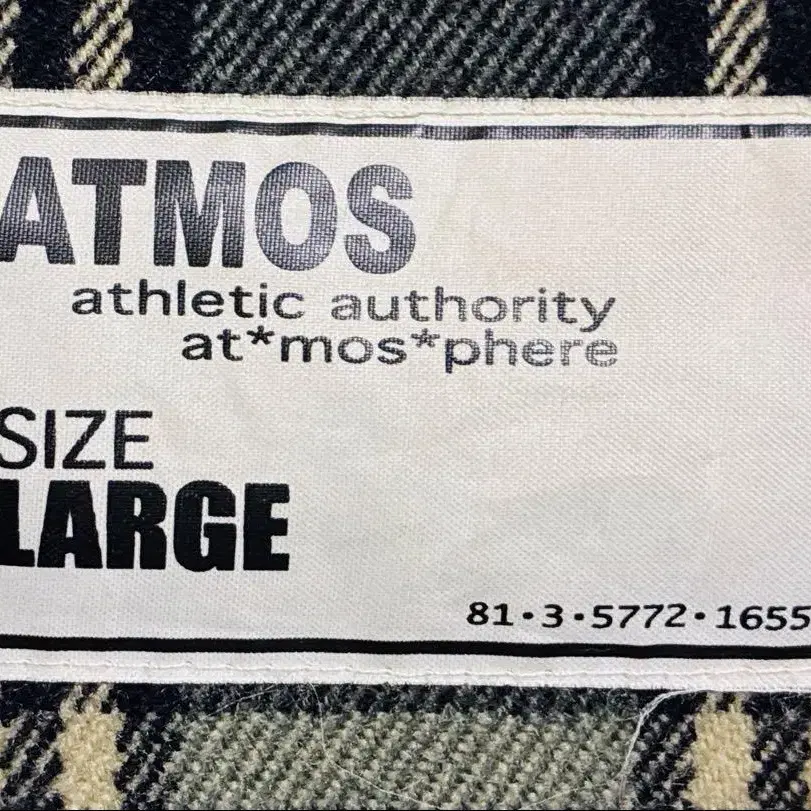 ATMOS
athletic authority
at*mos*phere
SIZE
LARGE
81・3・5772・1655